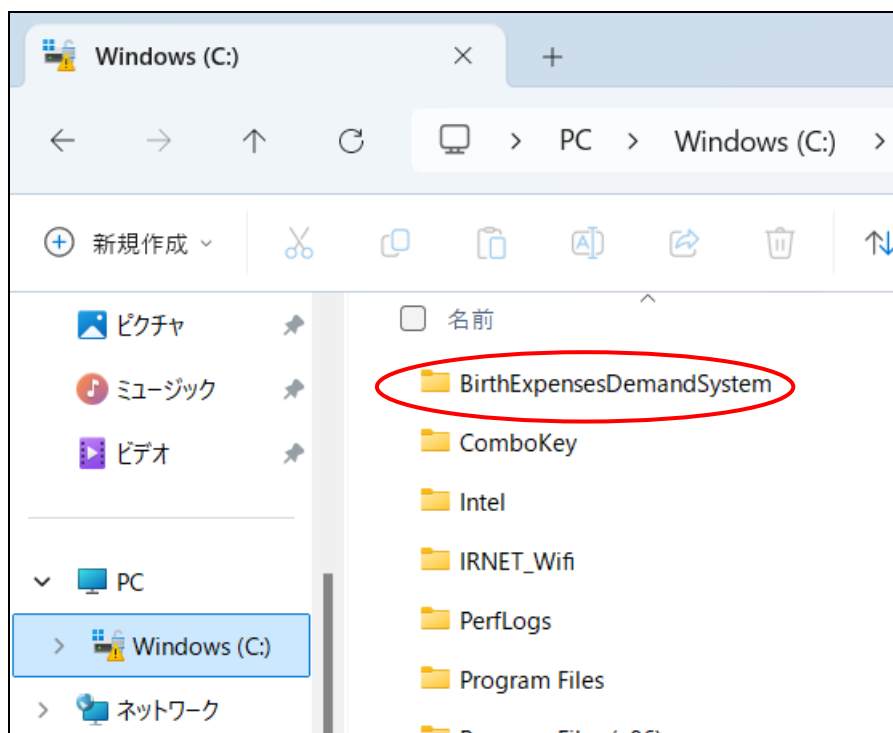 Windows (C:)
PC
Windows (C:)
新規作成
ピクチャ
ミュージック
ビデオ
PC
Windows (C:)
ネットワーク
名前
BirthExpensesDemandSystem
ComboKey
Intel
IRNET_Wifi
PerfLogs
Program Files